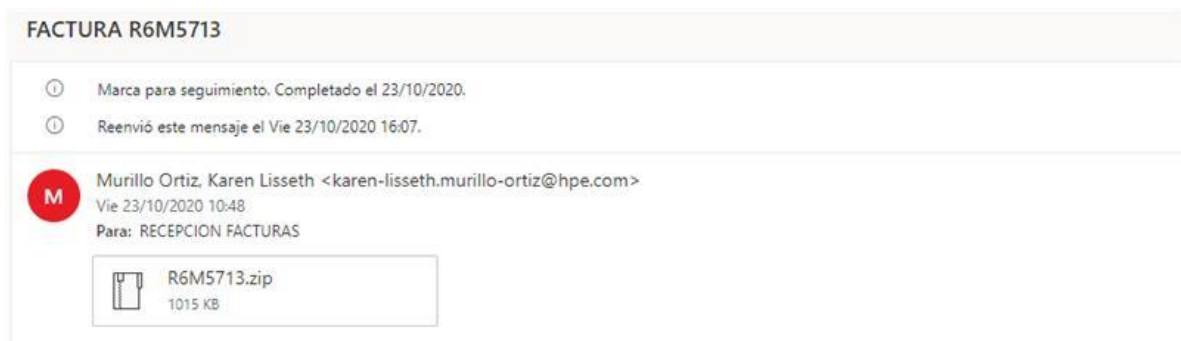 FACTURA R6M5713
Marca para seguimiento. Completado el 23/10/2020.
Reenvió este mensaje el Vie 23/10/2020 16:07.
M
Murillo Ortiz, Karen Lisseth <karen-lisseth.murillo-ortiz@hpe.com>
Vie 23/10/2020 10:48
Para: RECEPCION FACTURAS
R6M5713.zip
1015 KB